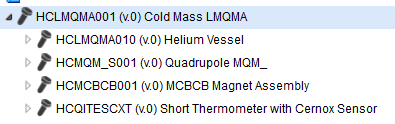 HCLMQMA001 (v.0) Cold Mass LMQMA
HCLMQMA010 (v.0) Helium Vessel
HCMQM_S001 (v.0) Quadrupole MQM_
HCMCBCB001 (v.0) MCBCB Magnet Assembly
HCQITESCXT (v.0) Short Thermometer with Cernox Sensor